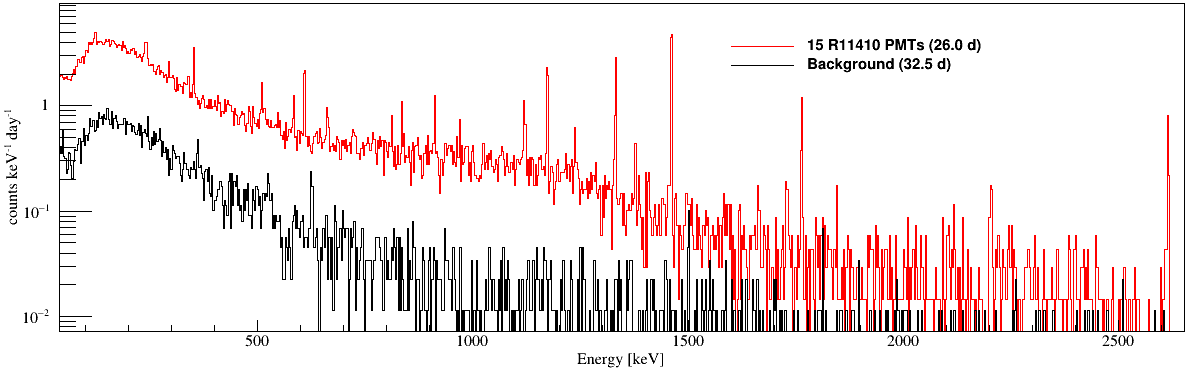 15 R11410 PMTs (26.0 d)
Background (32.5 d)
counts keV⁻¹ day⁻¹
1
10⁻¹
10⁻²
500 1000 1500 2000 2500
Energy [keV]